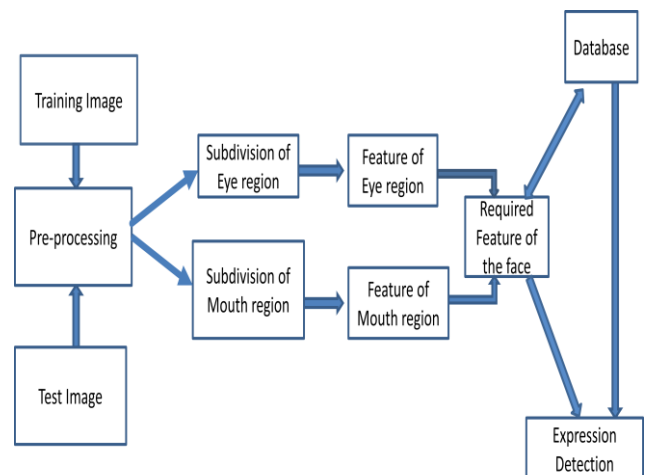 Database
Training Image
Subdivision of
Eye region
Feature of
Eye region
Pre-processing
Required
Feature of
the face
Subdivision of
Mouth region
Feature of
Mouth region
Test Image
Expression
Detection